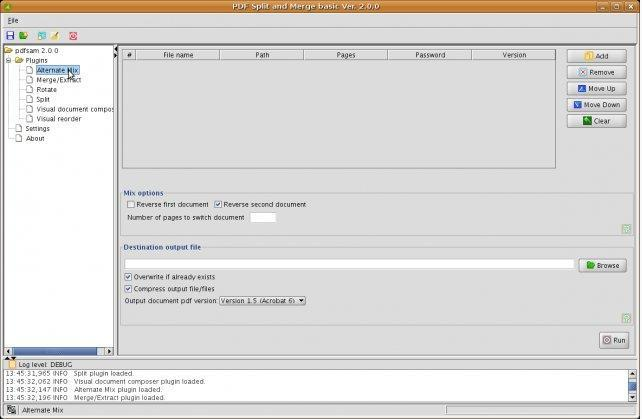 PDF Split and Merge basic Ver. 2.0.0
File
pdfsam 2.0.0
Plugins
Alternate Mix
Merge/Extract
Rotate
Split
Visual document compos
Visual reorder
Settings
About
# File name Path Pages Password Version
Add
Remove
Move Up
Move Down
Clear
Mix options
Reverse first document Reverse second document
Number of pages to switch document
Destination output file
Browse
Overwrite if already exists
Compress output file/files
Output document pdf version: Version 1.5 (Acrobat 6)
Run
Log level: DEBUG
13:45:31,965 INFO Split plugin loaded.
13:45:32,062 INFO Visual document composer plugin loaded.
13:45:32,147 INFO Alternate Mix plugin loaded.
13:45:32,196 INFO Merge/Extract plugin loaded.
Alternate Mix